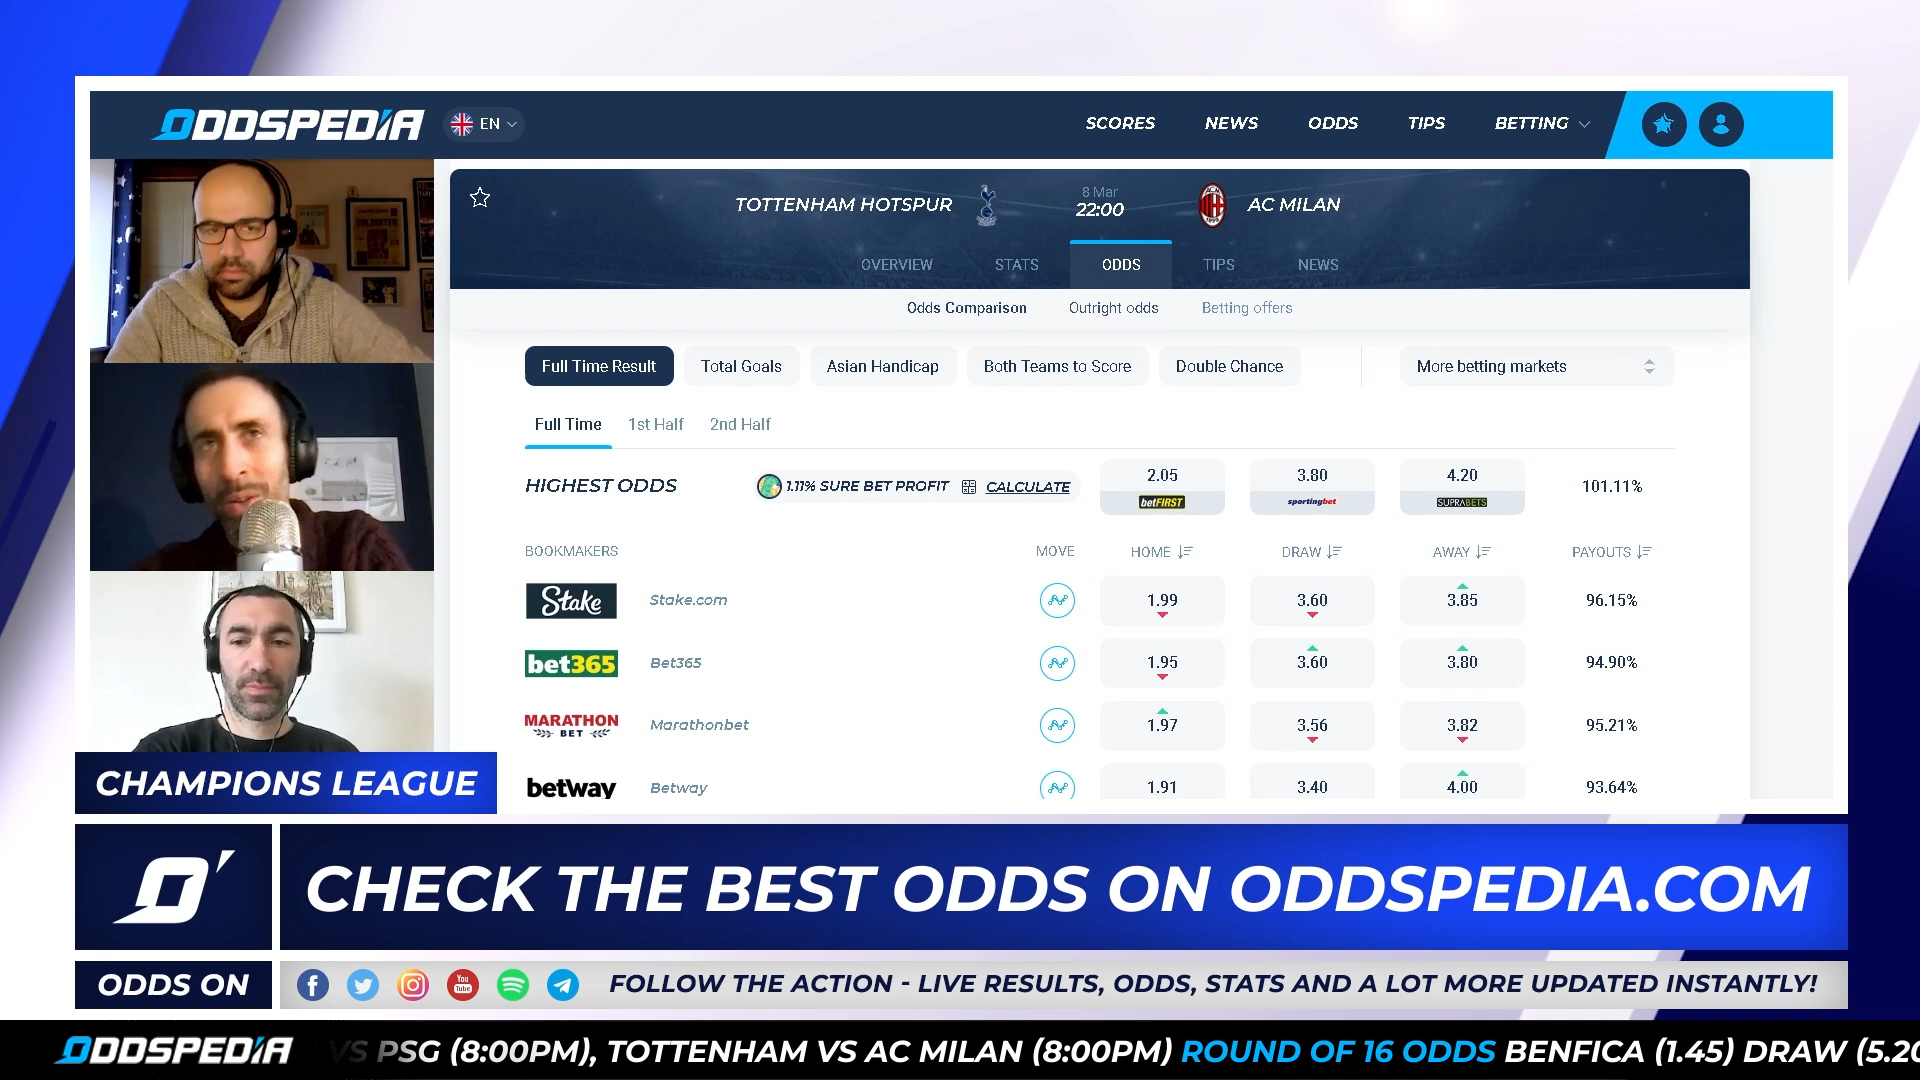 ODDSPEDIA
EN
SCORES NEWS ODDS TIPS BETTING
TOTTENHAM HOTSPUR
8 Mar
22:00
AC MILAN
OVERVIEW STATS ODDS TIPS NEWS
Odds Comparison Outright odds Betting offers
Full Time Result Total Goals Asian Handicap Both Teams to Score Double Chance More betting markets
Full Time 1st Half 2nd Half
HIGHEST ODDS 1.11% SURE BET PROFIT CALCULATE 2.05 3.80 4.20 101.11%
betFIRST sportingbet SUPRABETS
BOOKMAKERS MOVE HOME DRAW AWAY PAYOUTS
Stake Stake.com 1.99 3.60 3.85 96.15%
bet365 Bet365 1.95 3.60 3.80 94.90%
MARATHON BET Marathonbet 1.97 3.56 3.82 95.21%
betway Betway 1.91 3.40 4.00 93.64%
CHAMPIONS LEAGUE
CHECK THE BEST ODDS ON ODDSPEDIA.COM
ODDS ON You Tube FOLLOW THE ACTION - LIVE RESULTS, ODDS, STATS AND A LOT MORE UPDATED INSTANTLY!
ODDSPEDIA VS PSG (8:00PM), TOTTENHAM VS AC MILAN (8:00PM) ROUND OF 16 ODDS BENFICA (1.45) DRAW (5.20